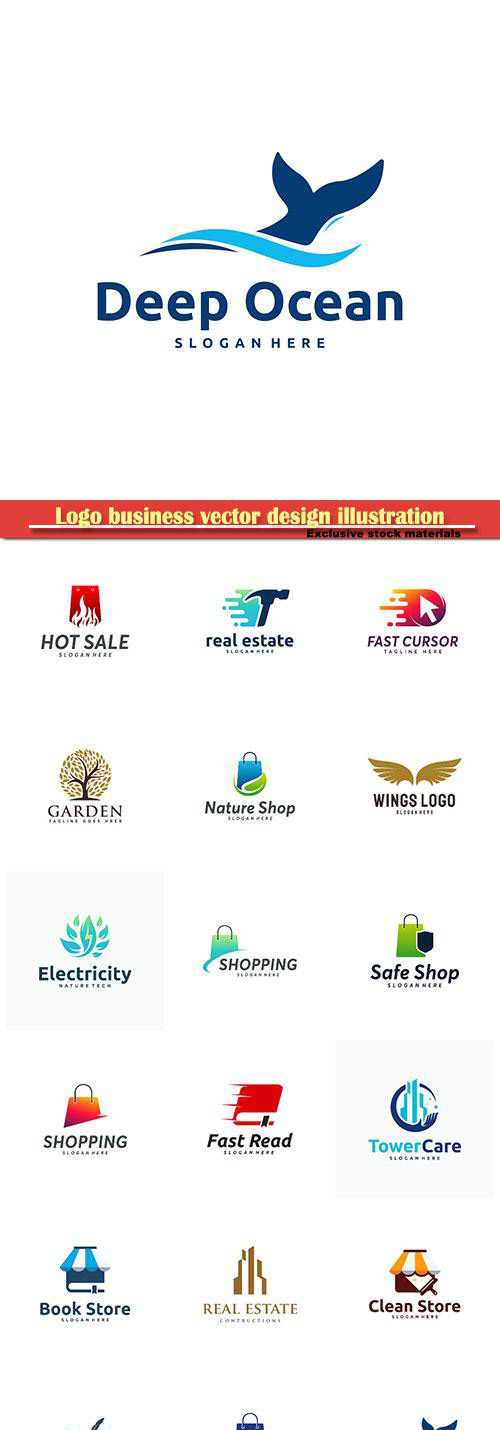 Deep Ocean
SLOGAN HERE
Logo business vector design illustration
Exclusive stock materials
HOT SALE
SLOGAN HERE
real estate
SLOGAN HERE
FAST CURSOR
TAGLINE HERE
GARDEN
TAGLINE GOES HRER
Nature Shop
SLOGAN HERE
WINGS LOGO
SLOGAN HERE
Electricity
NATURE TECH
SHOPPING
SLOGAN HERE
Safe Shop
SLOGAN HERE
SHOPPING
SLOGAN HERE
Fast Read
SLOGAN HERE
TowerCare
SLOGAN HERE
Book Store
SLOGAN HERE
REAL ESTATE
CONTRUCTIONS
Clean Store
SLOGAN HERE